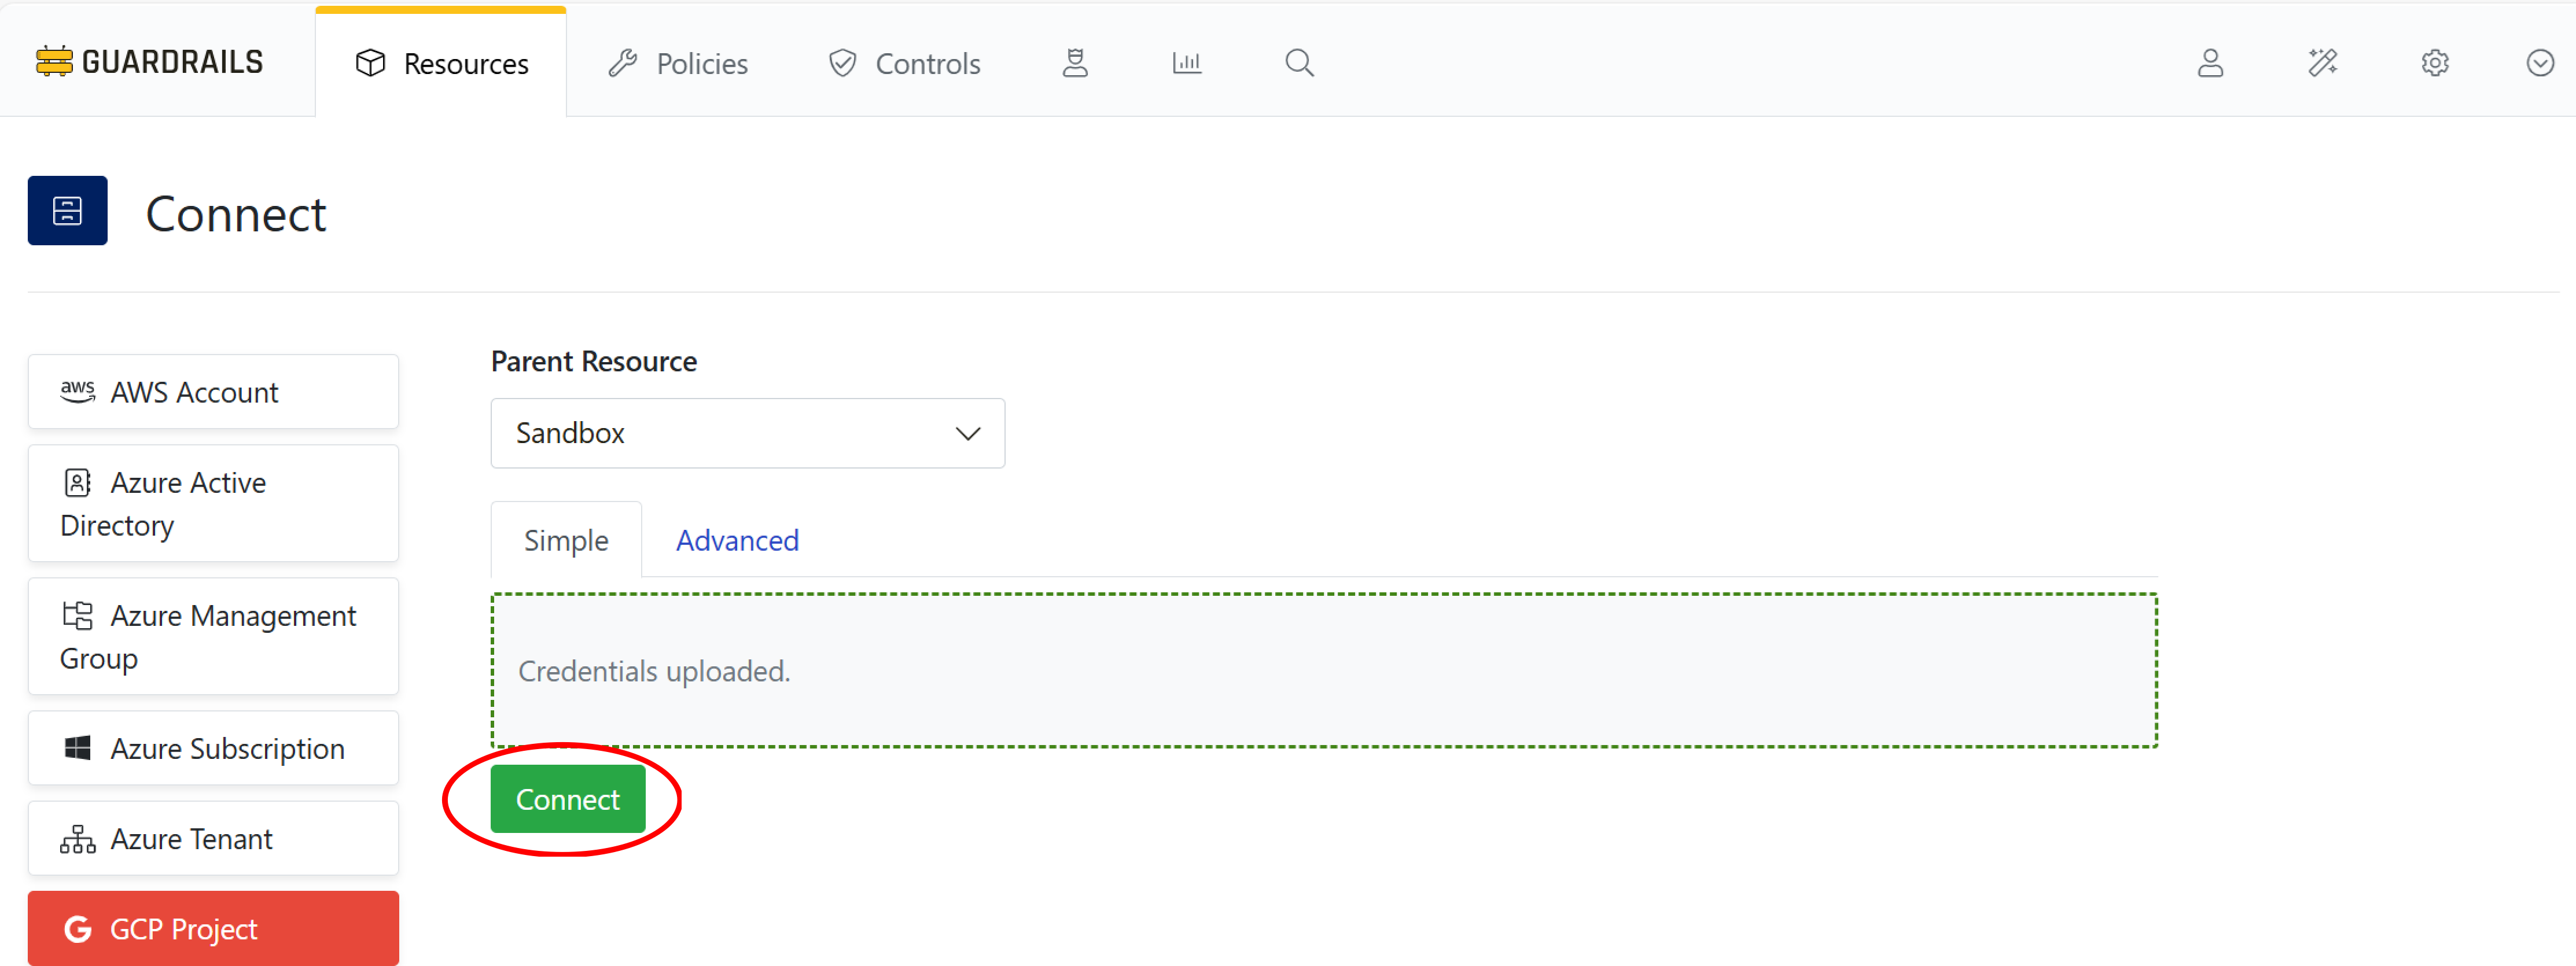 GUARDRAILS
Resources
Policies
Controls
Connect
aws AWS Account
Azure Active
Directory
Azure Management
Group
Azure Subscription
Azure Tenant
G GCP Project
Parent Resource
Sandbox
Simple
Advanced
Credentials uploaded.
Connect